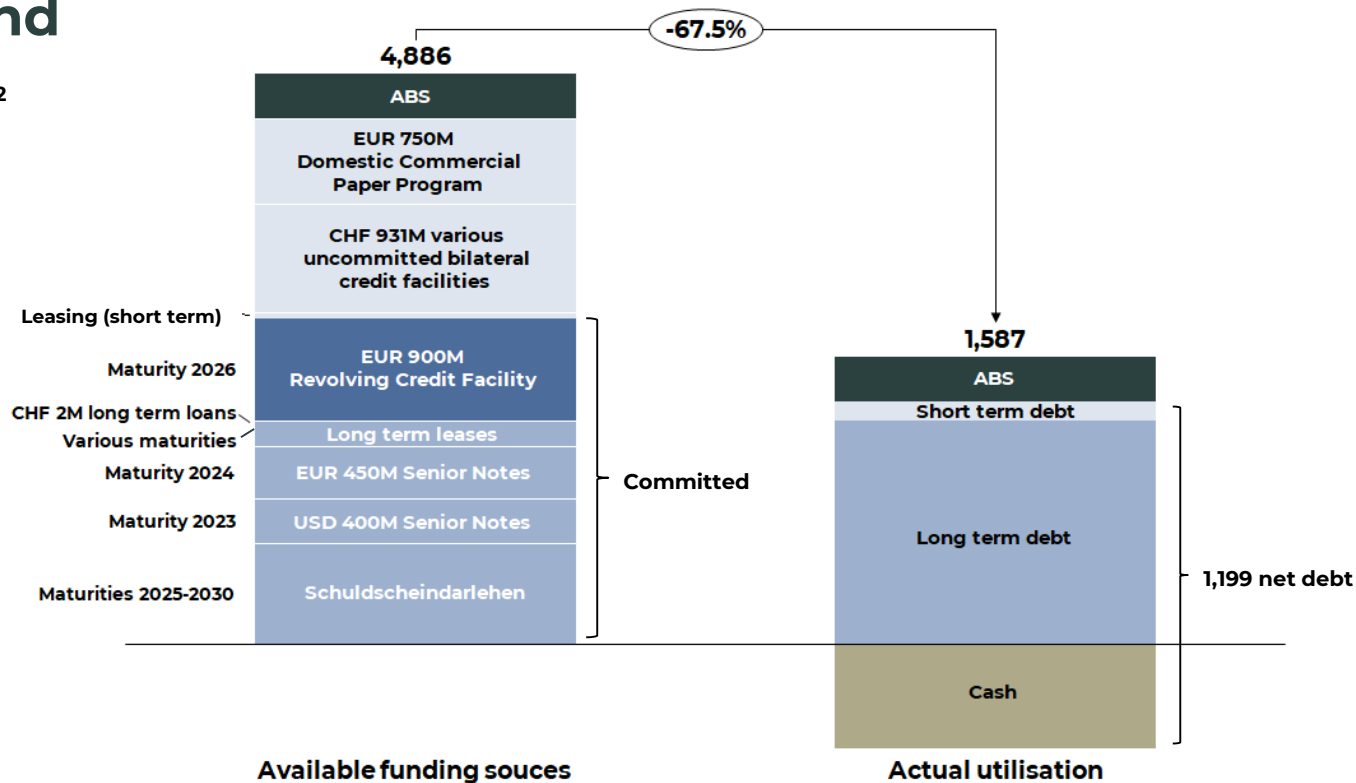 nd
2
-67.5%
4,886
ABS
EUR 750M
Domestic Commercial
Paper Program
CHF 931M various
uncommitted bilateral
credit facilities
Leasing (short term)
Maturity 2026
EUR 900M
Revolving Credit Facility
CHF 2M long term loans
Various maturities
Long term leases
Maturity 2024
EUR 450M Senior Notes
Maturity 2023
USD 400M Senior Notes
Maturities 2025-2030
Schuldscheindarlehen
Committed
Available funding souces
1,587
ABS
Short term debt
Long term debt
1,199 net debt
Cash
Actual utilisation